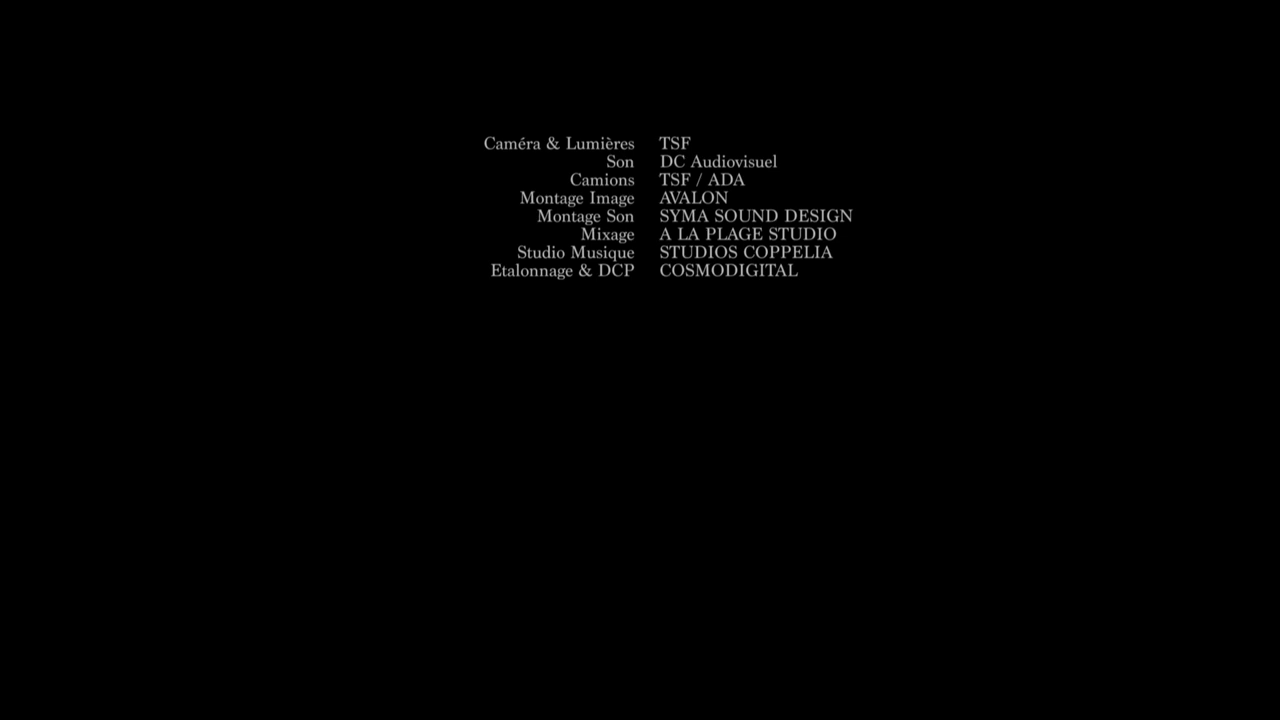 Caméra & Lumières TSF
Son DC Audiovisuel
Camions TSF / ADA
Montage Image AVALON
Montage Son SYMA SOUND DESIGN
Mixage A LA PLAGE STUDIO
Studio Musique STUDIOS COPPELIA
Etalonnage & DCP COSMODIGITAL